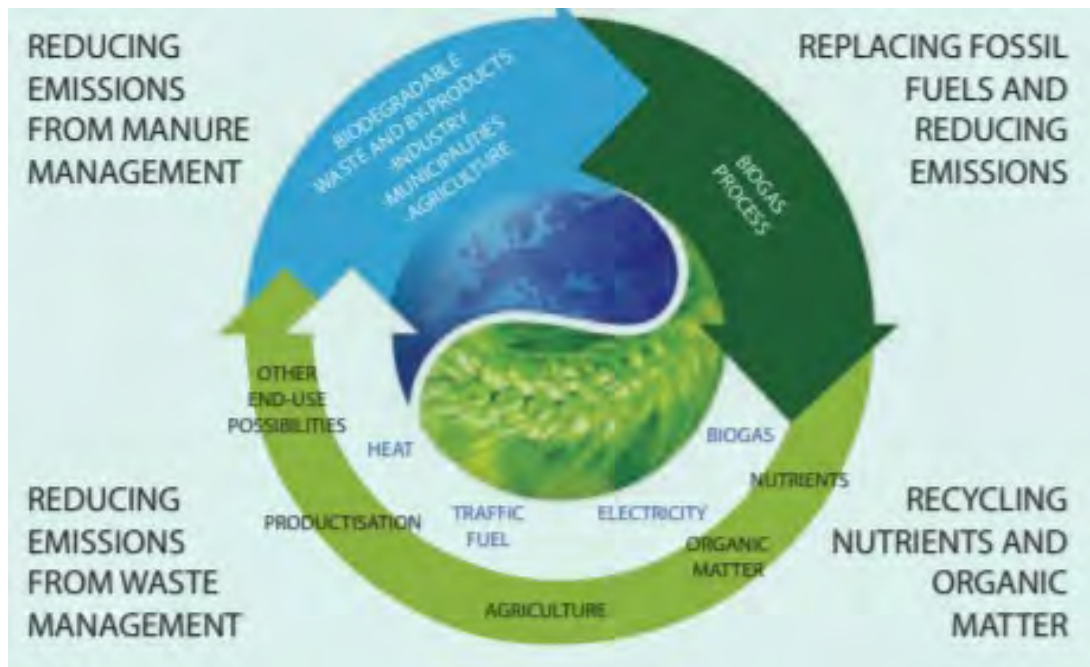 REDUCING
EMISSIONS
FROM MANURE
MANAGEMENT
REPLACING FOSSIL
FUELS AND
REDUCING
EMISSIONS
BIODEGRADABLE
WASTE AND BY-PRODUCTS
-INDUSTRY
-MUNICIPALITIES
-AGRICULTURE
BIOGAS
PROCESS
OTHER
END-USE
POSSIBILITIES
HEAT
BIOGAS
NUTRIENTS
PRODUCTISATION
TRAFFIC
FUEL
ELECTRICITY
ORGANIC
MATTER
AGRICULTURE
REDUCING
EMISSIONS
FROM WASTE
MANAGEMENT
RECYCLING
NUTRIENTS AND
ORGANIC
MATTER